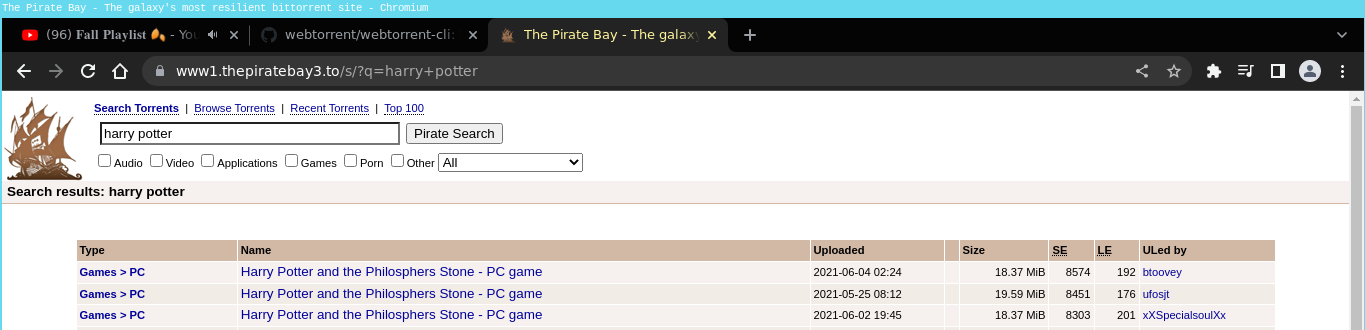 The Pirate Bay - The galaxy's most resilient bittorrent site - Chromium
(96) Fall Playlist 🍂 - You
webtorrent/webtorrent-cli:
The Pirate Bay - The galaxy
www1.thepiratebay3.to/s/?q=harry+potter
Search Torrents | Browse Torrents | Recent Torrents | Top 100
harry potter Pirate Search
Audio Video Applications Games Porn Other All
Search results: harry potter
Type Name Uploaded Size SE LE ULed by
Games > PC Harry Potter and the Philosphers Stone - PC game 2021-06-04 02:24 18.37 MiB 8574 192 btoovey
Games > PC Harry Potter and the Philosphers Stone - PC game 2021-05-25 08:12 19.59 MiB 8451 176 ufosjt
Games > PC Harry Potter and the Philosphers Stone - PC game 2021-06-02 19:45 18.37 MiB 8303 201 xXSpecialsoulXx